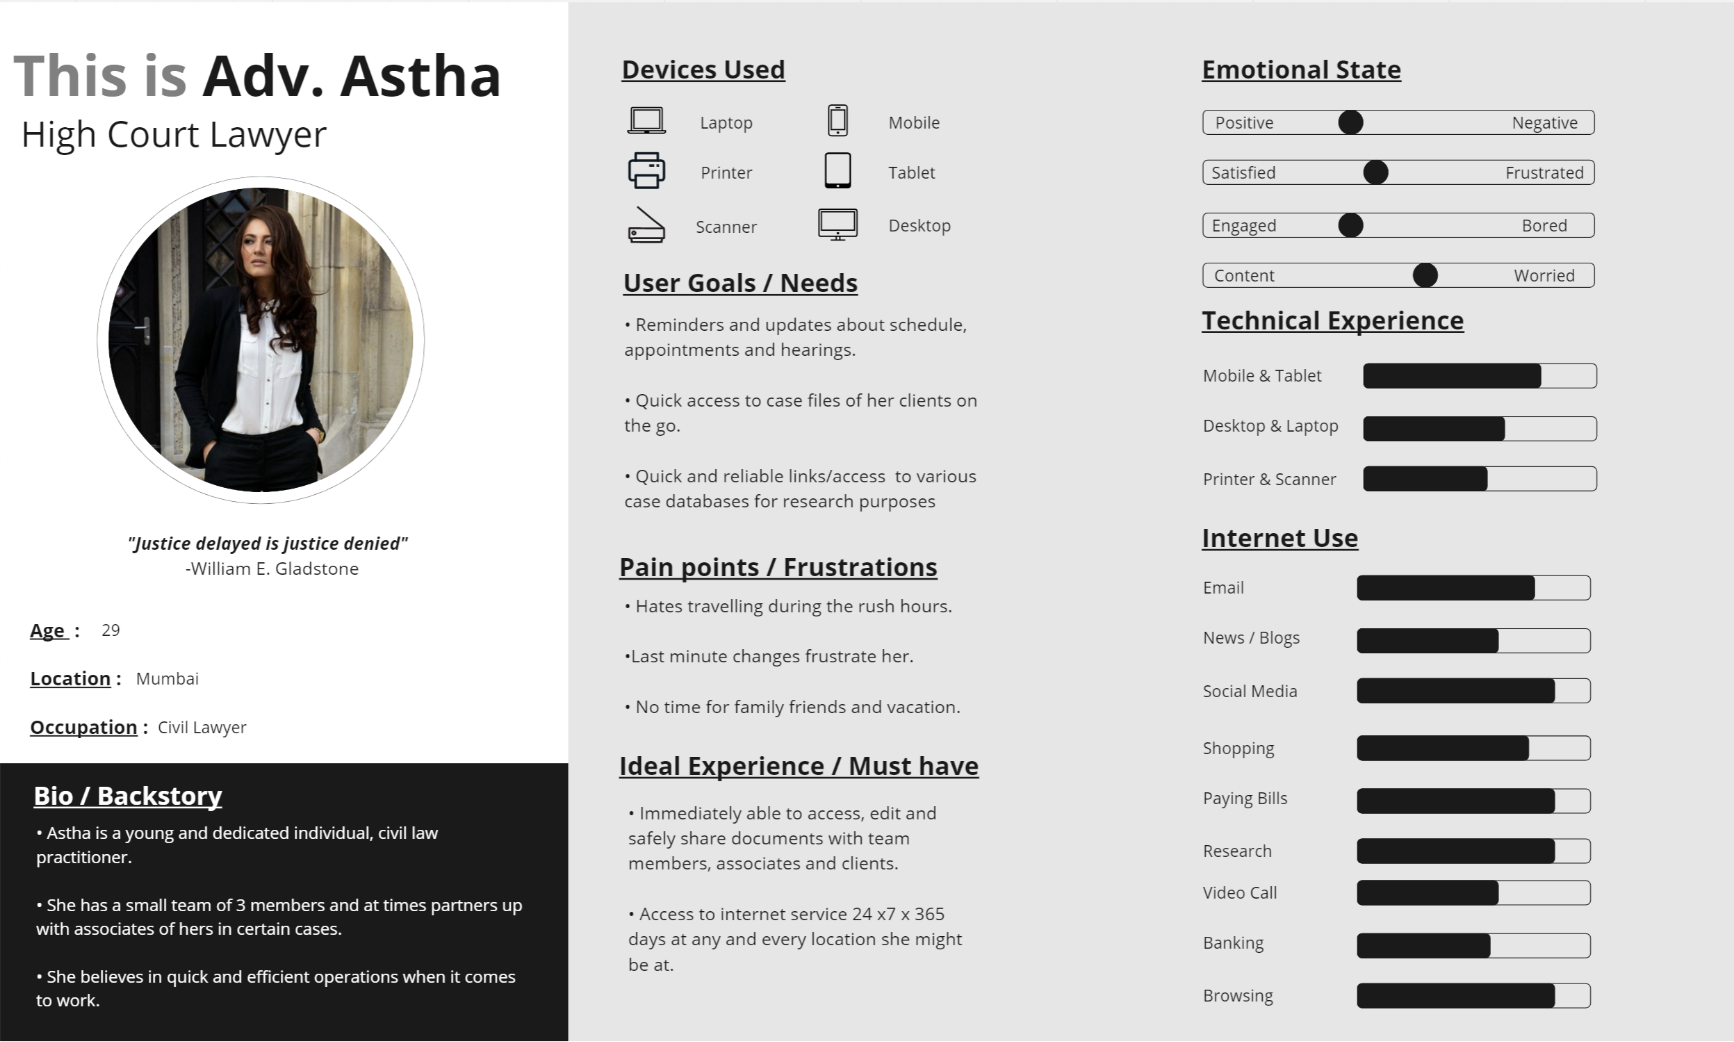 This is Adv. Astha
High Court Lawyer
"Justice delayed is justice denied"
-William E. Gladstone
Age : 29
Location : Mumbai
Occupation : Civil Lawyer
Bio / Backstory
• Astha is a young and dedicated individual, civil law
practitioner.
• She has a small team of 3 members and at times partners up
with associates of hers in certain cases.
• She believes in quick and efficient operations when it comes
to work.
Devices Used
Laptop Mobile
Printer Tablet
Scanner Desktop
User Goals / Needs
• Reminders and updates about schedule,
appointments and hearings.
• Quick access to case files of her clients on
the go.
• Quick and reliable links/access  to various
case databases for research purposes
Pain points / Frustrations
• Hates travelling during the rush hours.
•Last minute changes frustrate her.
• No time for family friends and vacation.
Ideal Experience / Must have
• Immediately able to access, edit and
safely share documents with team
members, associates and clients.
• Access to internet service 24 x7 x 365
days at any and every location she might
be at.
Emotional State
Positive Negative
Satisfied Frustrated
Engaged Bored
Content Worried
Technical Experience
Mobile & Tablet
Desktop & Laptop
Printer & Scanner
Internet Use
Email
News / Blogs
Social Media
Shopping
Paying Bills
Research
Video Call
Banking
Browsing